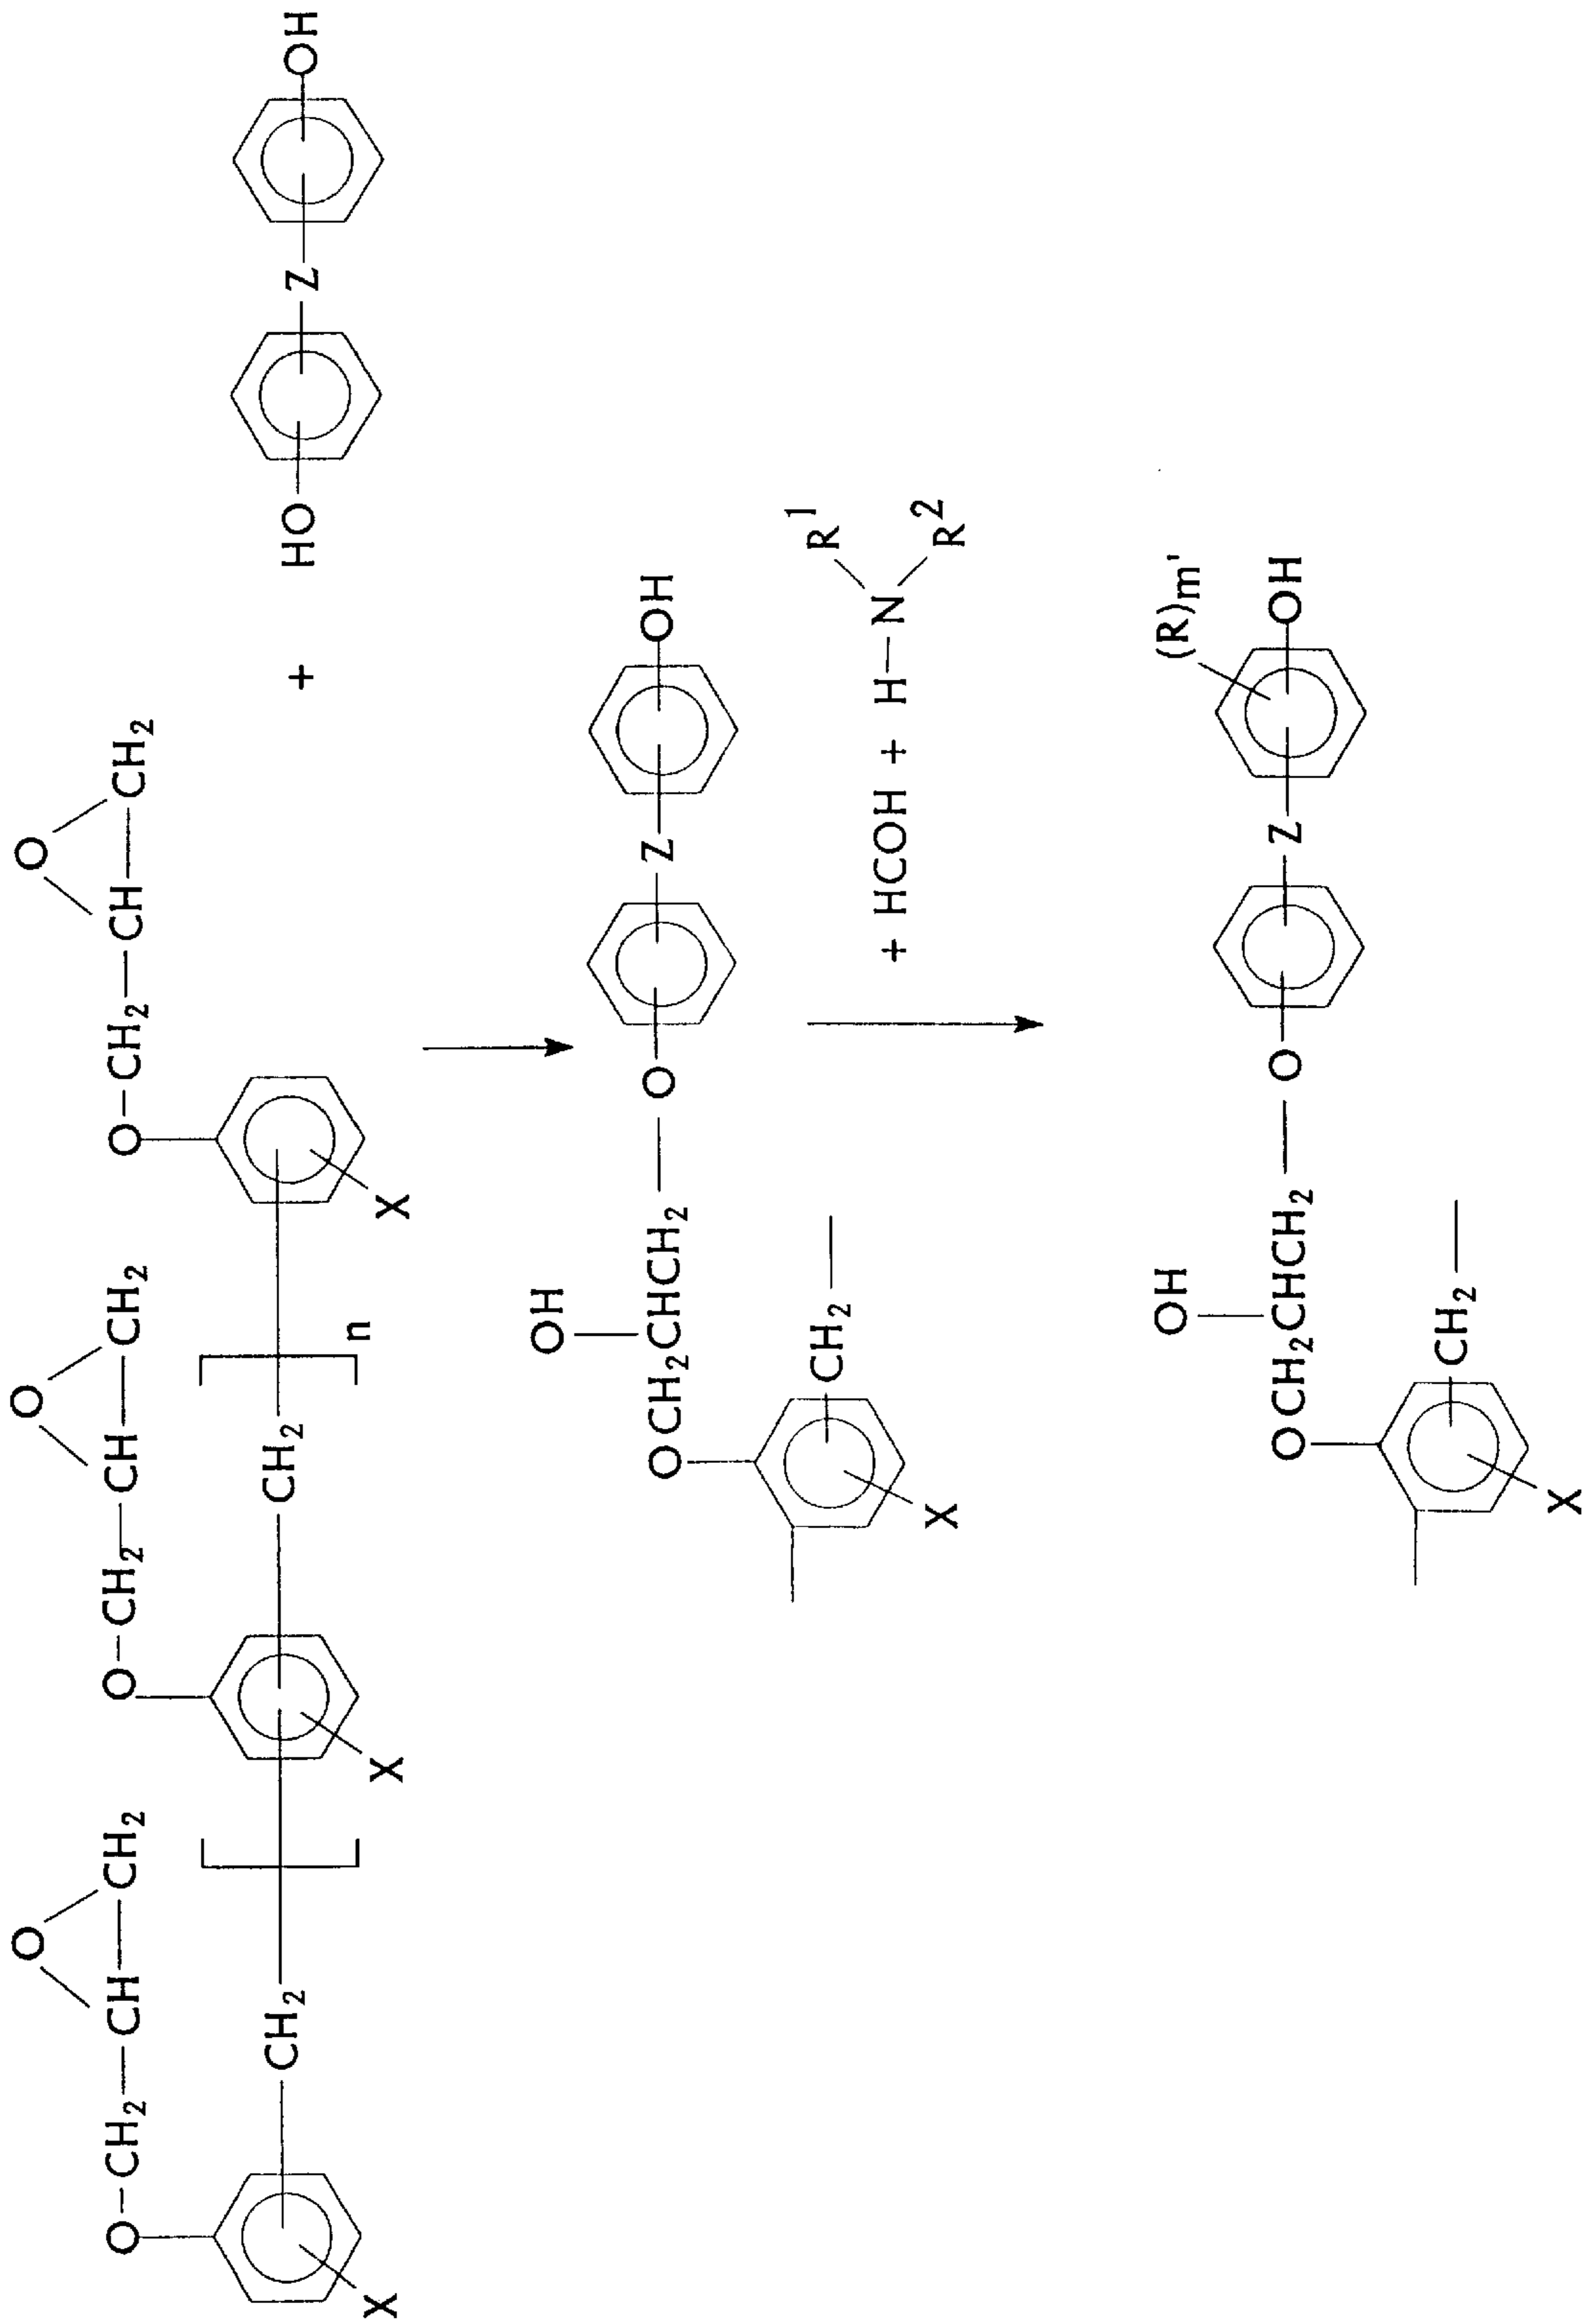 O O O
O—CH2—CH—CH2 O—CH2—CH—CH2 O—CH2—CH—CH2
CH2 CH2 n + HO Z OH
X X X
OH
OCH2CHCH2 O Z OH
CH2
X
+ HCOH + H—N R1 R2
OH (R)m'
OCH2CHCH2 O Z OH
CH2
X